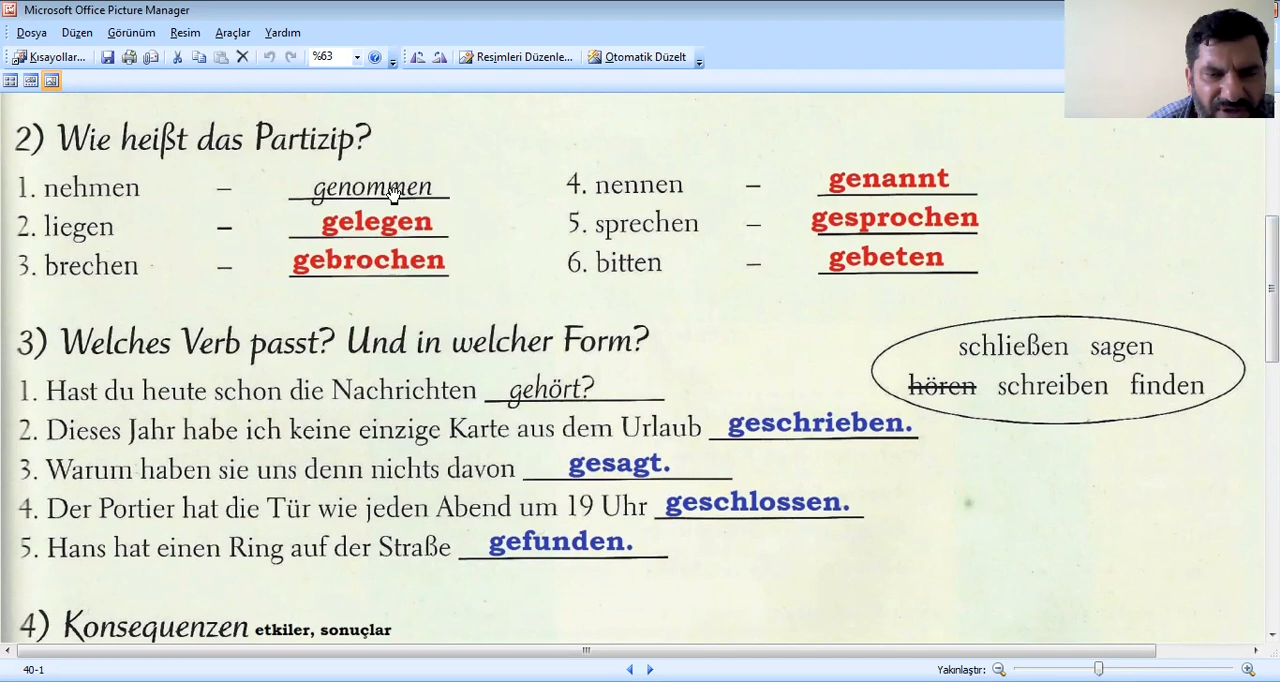 Microsoft Office Picture Manager
Dosya Düzen Görünüm Resim Araçlar Yardım
Kısayollar... %63 Resimleri Düzenle... Otomatik Düzelt
2) Wie heißt das Partizip?
1. nehmen – genommen
2. liegen – gelegen
3. brechen – gebrochen
4. nennen – genannt
5. sprechen – gesprochen
6. bitten – gebeten
3) Welches Verb passt? Und in welcher Form?
schließen sagen
hören schreiben finden
1. Hast du heute schon die Nachrichten gehört?
2. Dieses Jahr habe ich keine einzige Karte aus dem Urlaub geschrieben.
3. Warum haben sie uns denn nichts davon gesagt.
4. Der Portier hat die Tür wie jeden Abend um 19 Uhr geschlossen.
5. Hans hat einen Ring auf der Straße gefunden.
4) Konsequenzen etkiler, sonuçlar
40-1 Yakınlaştır: